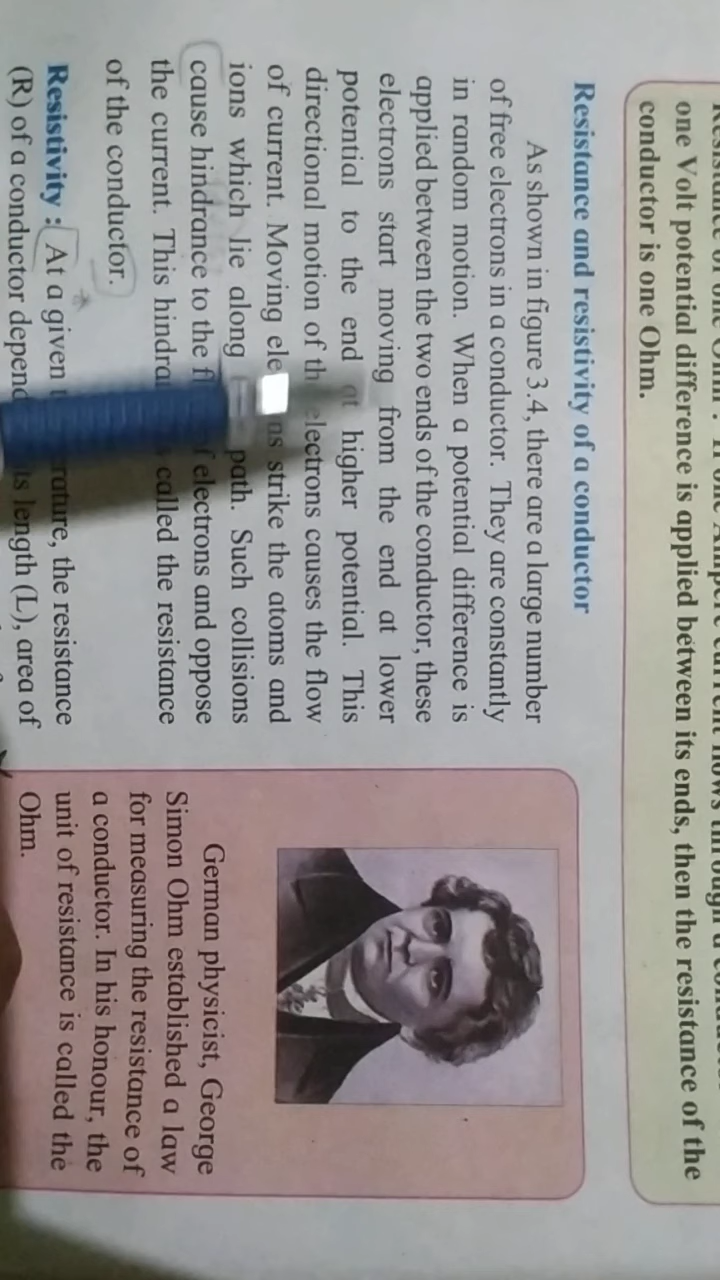 one Volt potential difference is applied between its ends, then the resistance of the
conductor is one Ohm.
Resistance and resistivity of a conductor
As shown in figure 3.4, there are a large number
of free electrons in a conductor. They are constantly
in random motion. When a potential difference is
applied between the two ends of the conductor, these
electrons start moving from the end at lower
potential to the end at higher potential. This
directional motion of the electrons causes the flow
of current. Moving strike the atoms and
ions which lie along path. Such collisions
cause hindrance to the of electrons and oppose
the current. This called the resistance
of the conductor.
Resistivity : At a given the resistance
(R) of a conductor length (L), area of
German physicist, George
Simon Ohm established a law
for measuring the resistance of
a conductor. In his honour, the
unit of resistance is called the
Ohm.